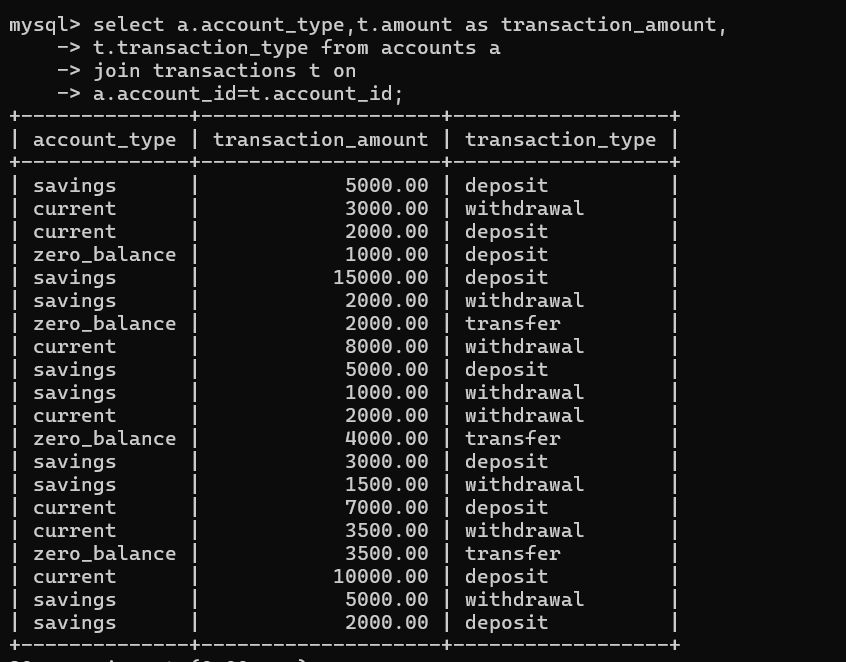 mysql> select a.account_type,t.amount as transaction_amount,
    -> t.transaction_type from accounts a
    -> join transactions t on
    -> a.account_id=t.account_id;
+--------------+--------------------+------------------+
| account_type | transaction_amount | transaction_type |
+--------------+--------------------+------------------+
| savings      |            5000.00 | deposit          |
| current      |            3000.00 | withdrawal       |
| current      |            2000.00 | deposit          |
| zero_balance |            1000.00 | deposit          |
| savings      |           15000.00 | deposit          |
| savings      |            2000.00 | withdrawal       |
| zero_balance |            2000.00 | transfer         |
| current      |            8000.00 | withdrawal       |
| savings      |            5000.00 | deposit          |
| savings      |            1000.00 | withdrawal       |
| current      |            2000.00 | withdrawal       |
| zero_balance |            4000.00 | transfer         |
| savings      |            3000.00 | deposit          |
| savings      |            1500.00 | withdrawal       |
| current      |            7000.00 | deposit          |
| current      |            3500.00 | withdrawal       |
| zero_balance |            3500.00 | transfer         |
| current      |           10000.00 | deposit          |
| savings      |            5000.00 | withdrawal       |
| savings      |            2000.00 | deposit          |
+--------------+--------------------+------------------+